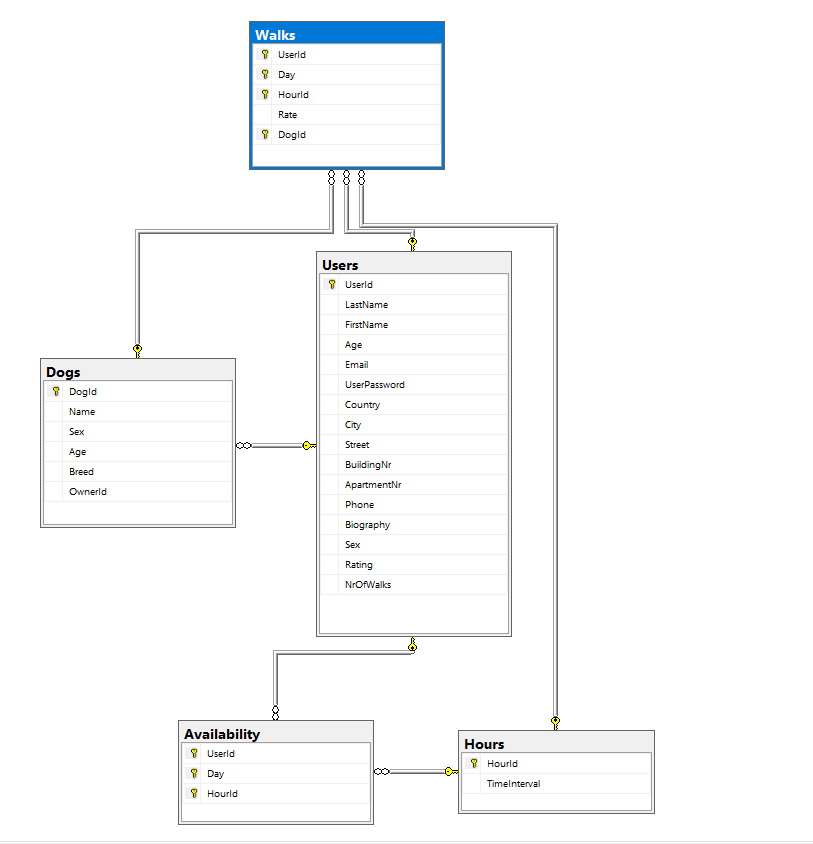 Walks
UserId
Day
HourId
Rate
DogId
Users
UserId
LastName
FirstName
Age
Email
UserPassword
Country
City
Street
BuildingNr
ApartmentNr
Phone
Biography
Sex
Rating
NrOfWalks
Dogs
DogId
Name
Sex
Age
Breed
OwnerId
Availability
UserId
Day
HourId
Hours
HourId
TimeInterval